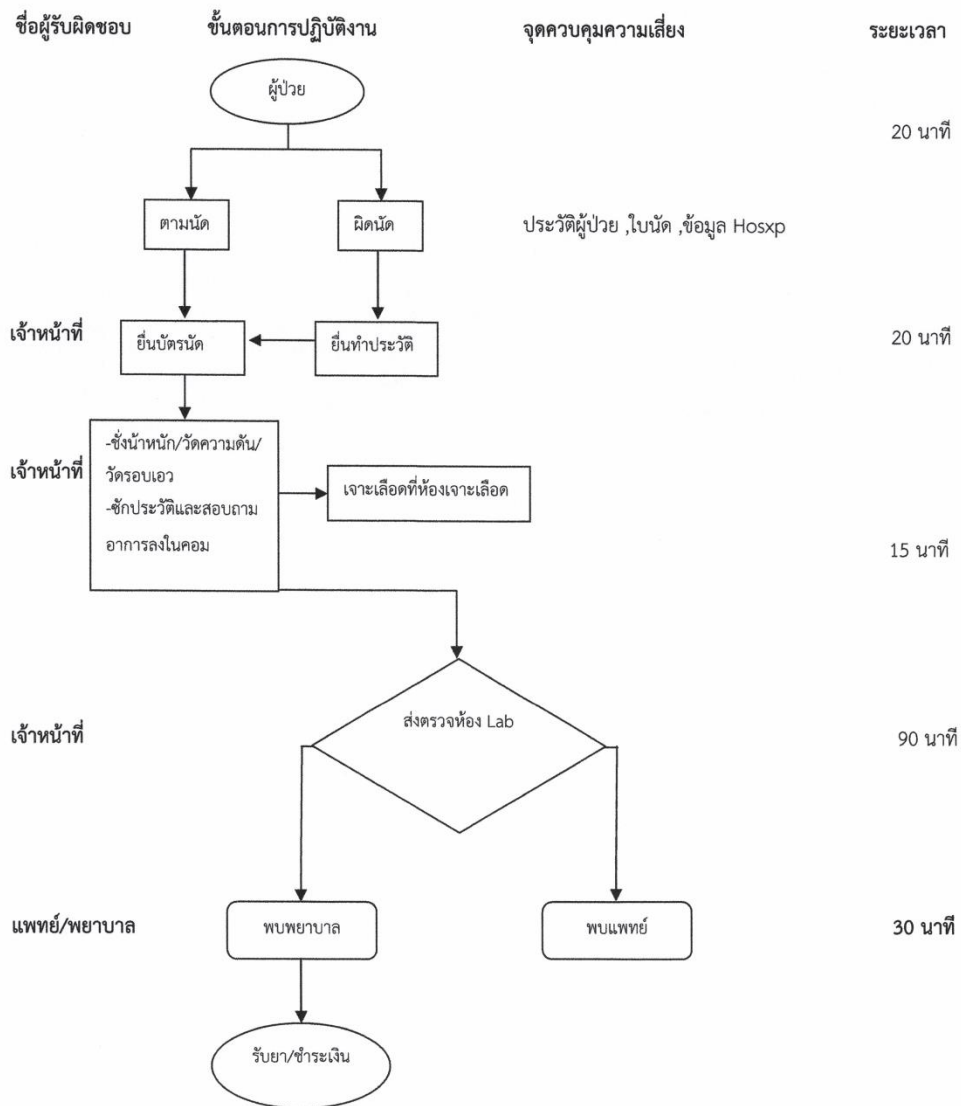 ชื่อผู้รับผิดชอบ ขั้นตอนการปฏิบัติงาน จุดควบคุมความเสี่ยง ระยะเวลา
ผู้ป่วย
20 นาที
ตามนัด ผิดนัด ประวัติผู้ป่วย ,ใบนัด ,ข้อมูล Hosxp
เจ้าหน้าที่ ยื่นบัตรนัด ยื่นทำประวัติ 20 นาที
เจ้าหน้าที่
-ชั่งน้ำหนัก/วัดความดัน/
วัดรอบเอว
-ซักประวัติและสอบถาม
อาการลงในคอม
เจาะเลือดที่ห้องเจาะเลือด
15 นาที
ส่งตรวจห้อง Lab
เจ้าหน้าที่ 90 นาที
แพทย์/พยาบาล พบพยาบาล พบแพทย์ 30 นาที
รับยา/ชำระเงิน